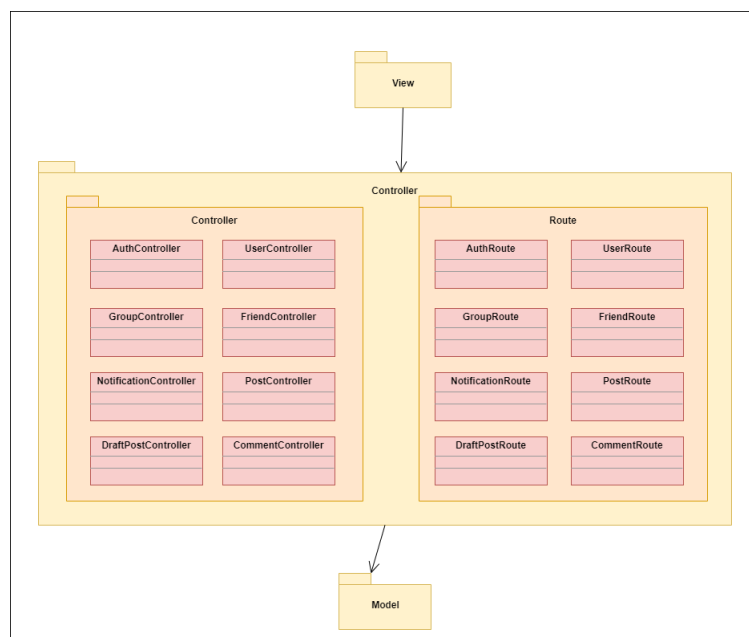 View
Controller
Controller
Route
AuthController
UserController
AuthRoute
UserRoute
GroupController
FriendController
GroupRoute
FriendRoute
NotificationController
PostController
NotificationRoute
PostRoute
DraftPostController
CommentController
DraftPostRoute
CommentRoute
Model